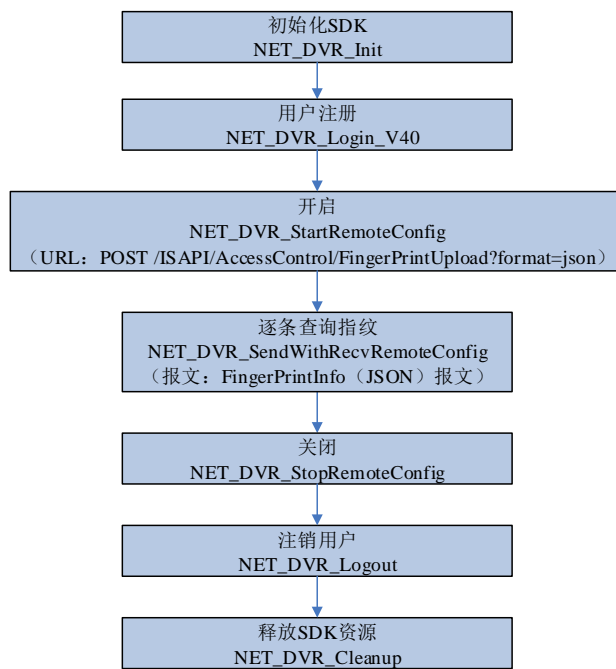 初始化SDK
NET_DVR_Init
用户注册
NET_DVR_Login_V40
开启
NET_DVR_StartRemoteConfig
（URL：POST /ISAPI/AccessControl/FingerPrintUpload?format=json）
逐条查询指纹
NET_DVR_SendWithRecvRemoteConfig
（报文：FingerPrintInfo（JSON）报文）
关闭
NET_DVR_StopRemoteConfig
注销用户
NET_DVR_Logout
释放SDK资源
NET_DVR_Cleanup